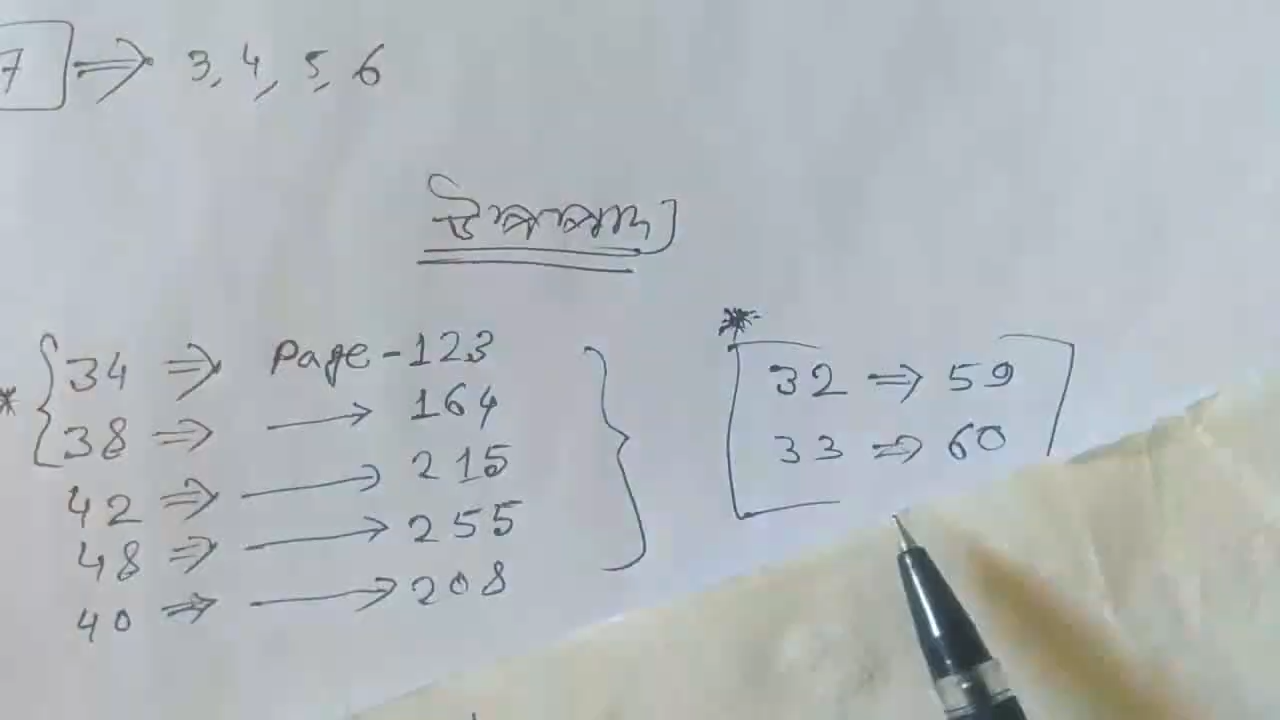 7 ⇒ 3, 4, 5, 6
উপপাদ্য
* { 34 ⇒ Page - 123
38 ⇒ → 164
42 ⇒ → 215
48 ⇒ → 255
40 ⇒ → 208
*
32 ⇒ 59
33 ⇒ 60